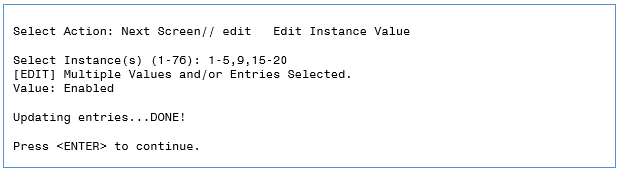 Select Action: Next Screen// edit   Edit Instance Value
Select Instance(s) (1-76): 1-5,9,15-20
[EDIT] Multiple Values and/or Entries Selected.
Value: Enabled
Updating entries...DONE!
Press <ENTER> to continue.